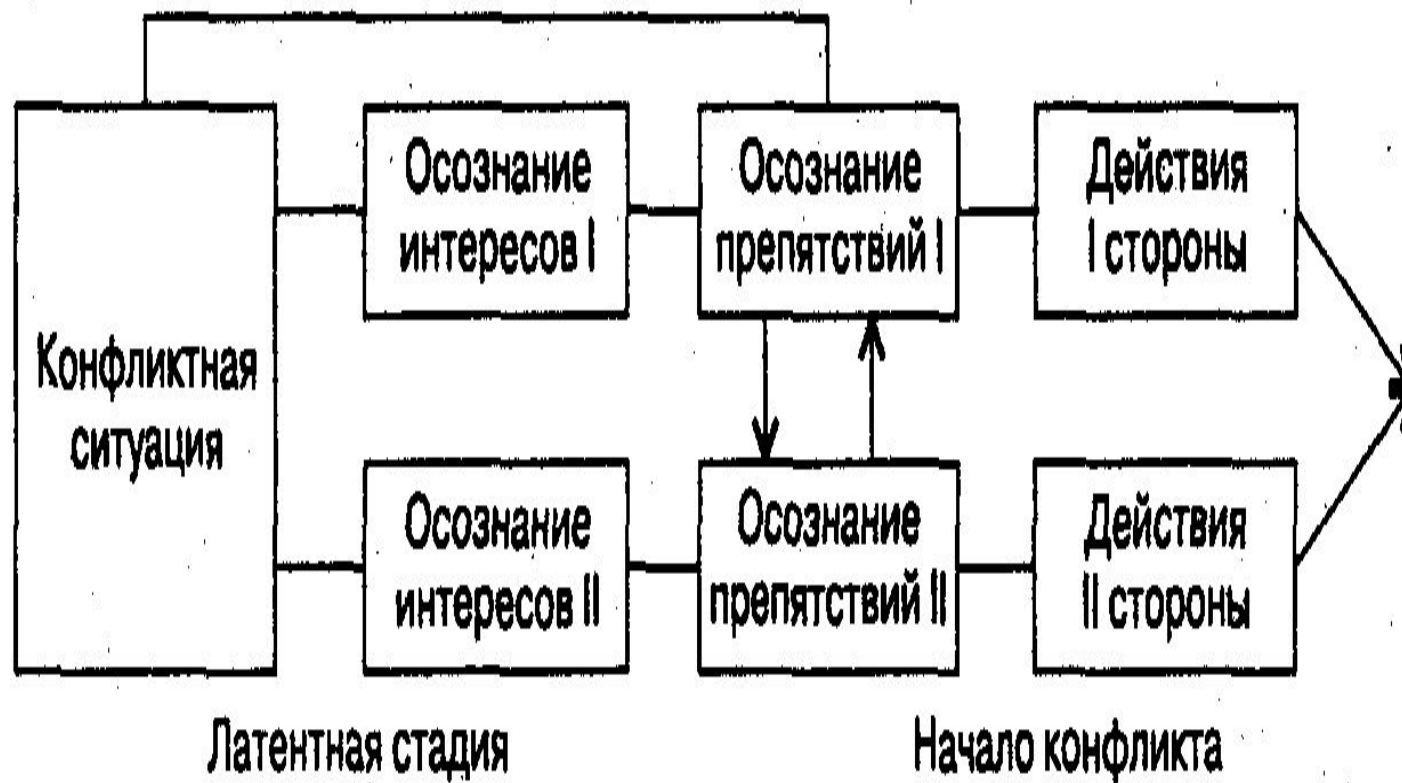 Осознание
интересов I
Осознание
препятствий I
Действия
I стороны
Конфликтная
ситуация
Осознание
интересов II
Осознание
препятствий II
Действия
II стороны
Латентная стадия
Начало конфликта